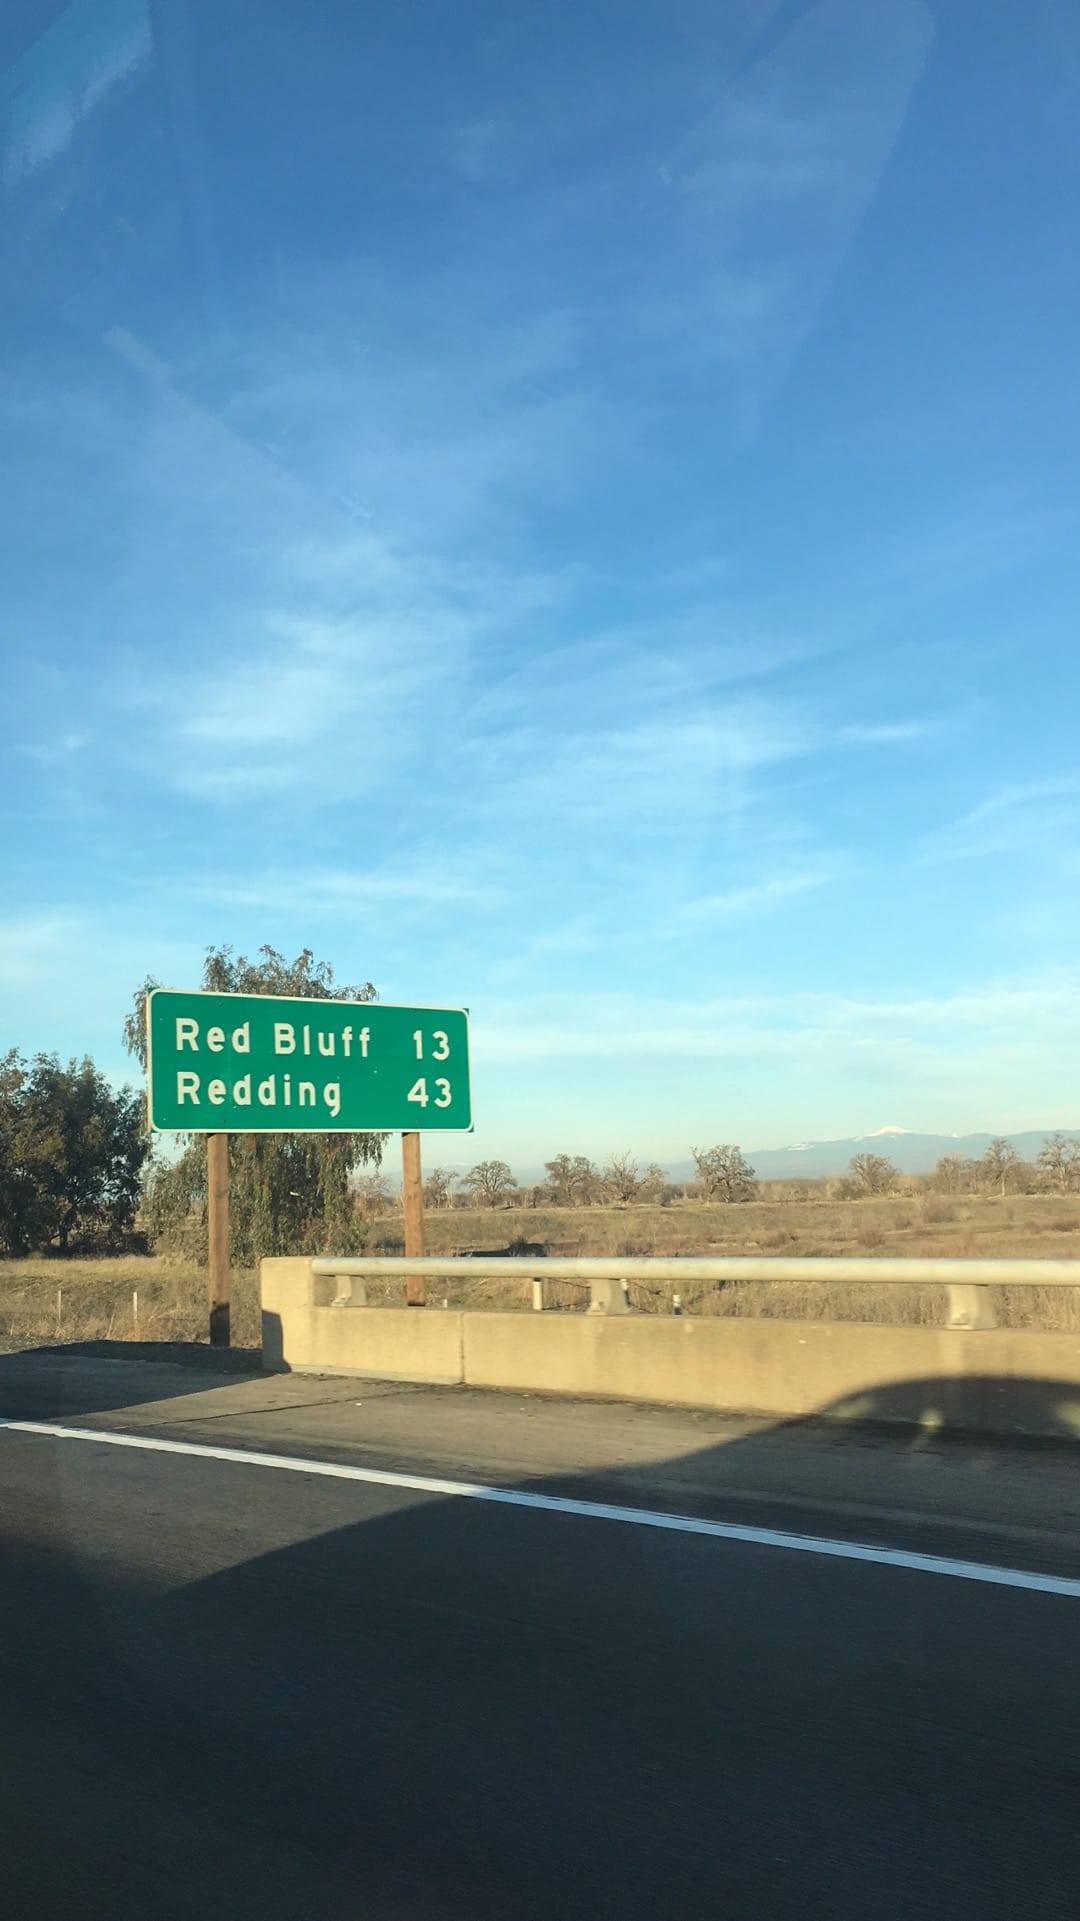 Red Bluff 13
Redding 43